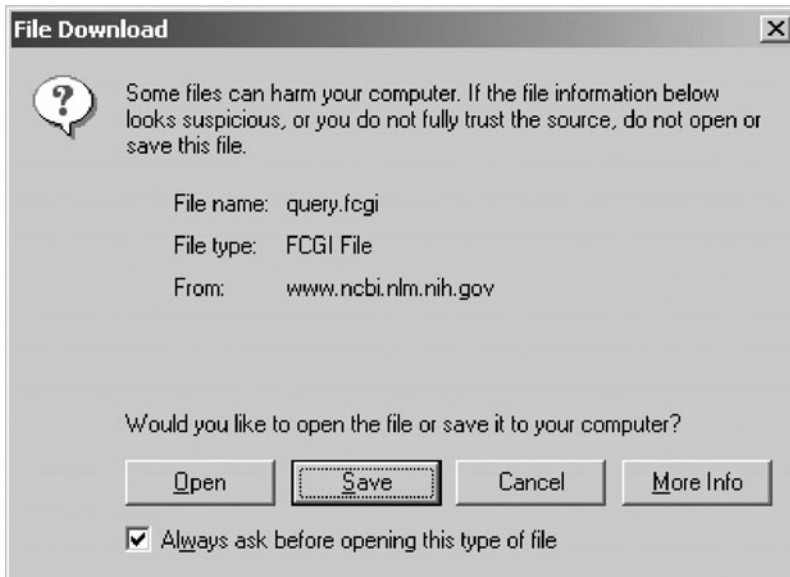 File Download
Some files can harm your computer. If the file information below
looks suspicious, or you do not fully trust the source, do not open or
save this file.
File name: query.fcgi
File type: FCGI File
From: www.ncbi.nlm.nih.gov
Would you like to open the file or save it to your computer?
Open Save Cancel More Info
Always ask before opening this type of file